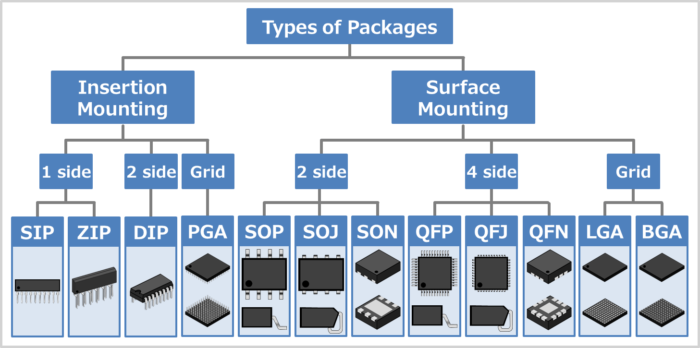 Types of Packages
Insertion
Mounting
Surface
Mounting
1 side
2 side
Grid
2 side
4 side
Grid
SIP
ZIP
DIP
PGA
SOP
SOJ
SON
QFP
QFJ
QFN
LGA
BGA